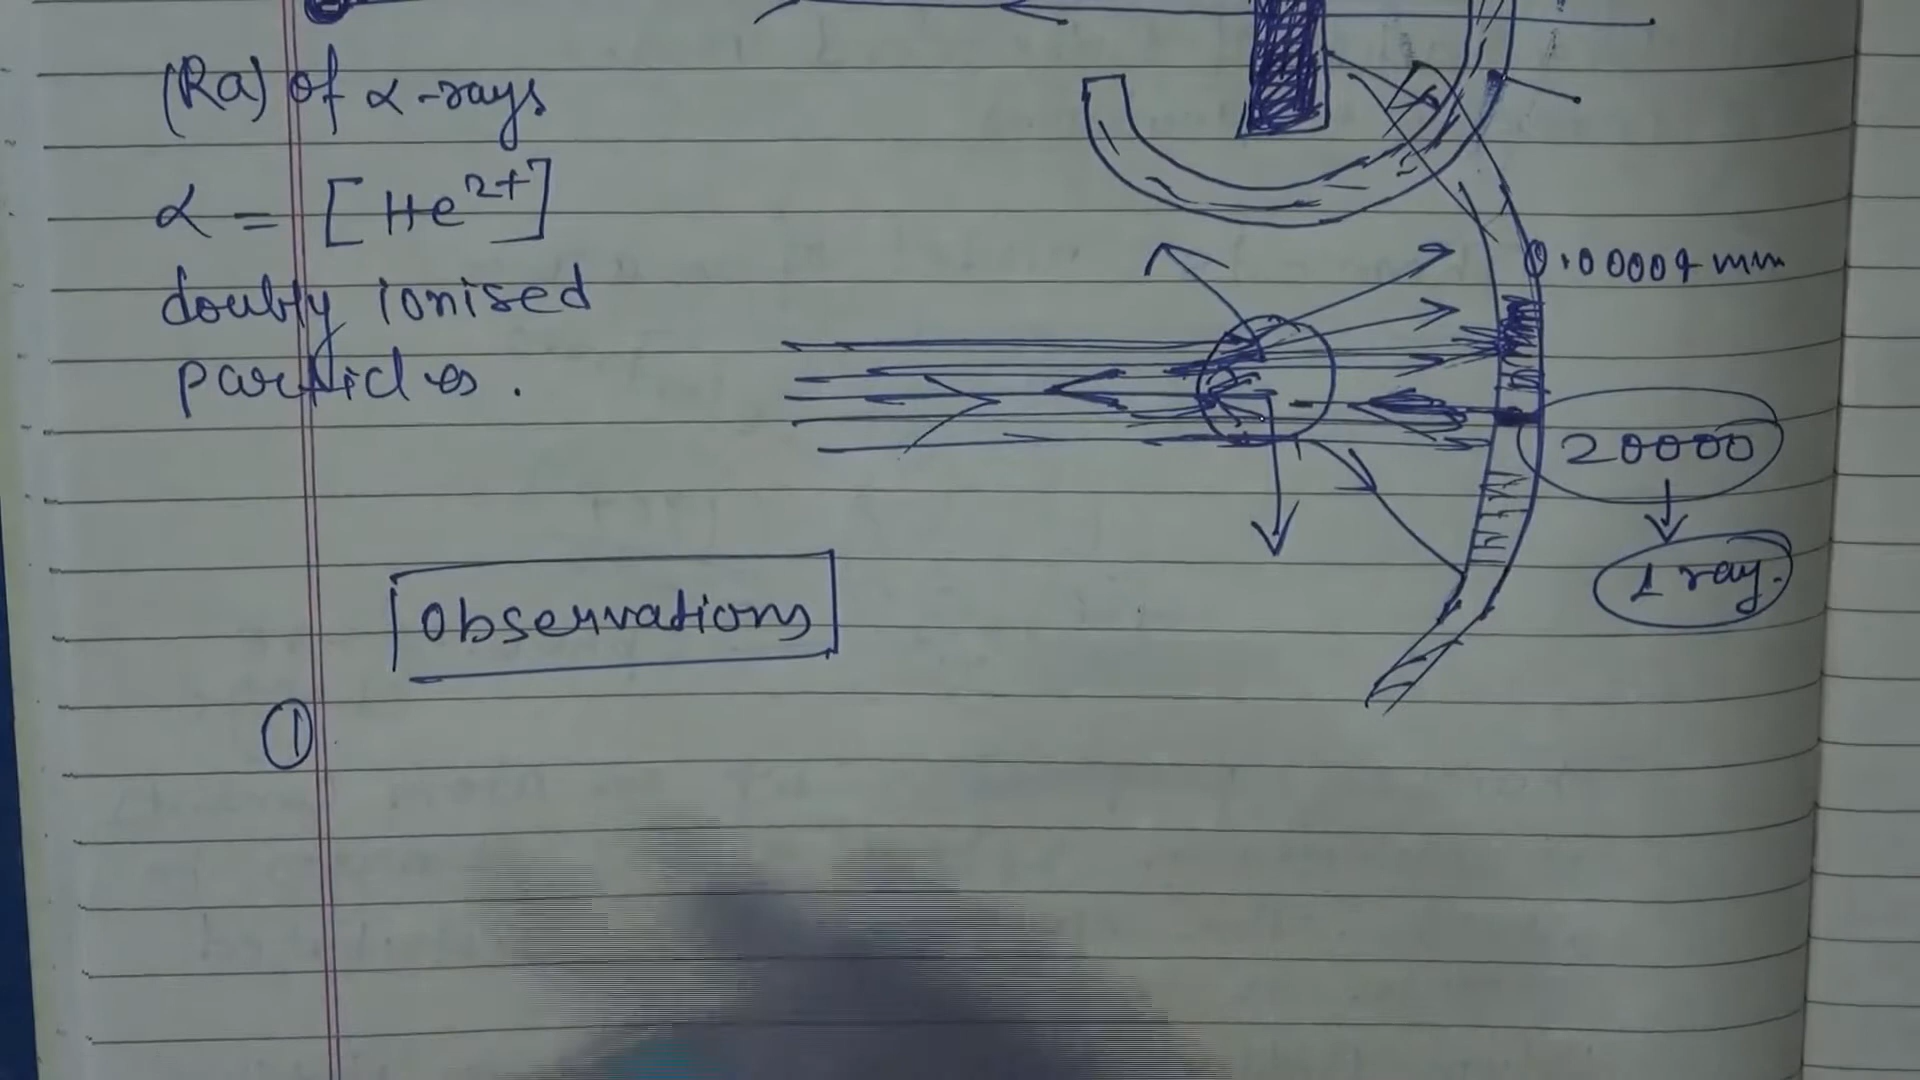 (Ra) of α-rays
α = [He²⁺]
doubly ionised
particles.
0.00004 mm
20000
1 ray.
Observations
①